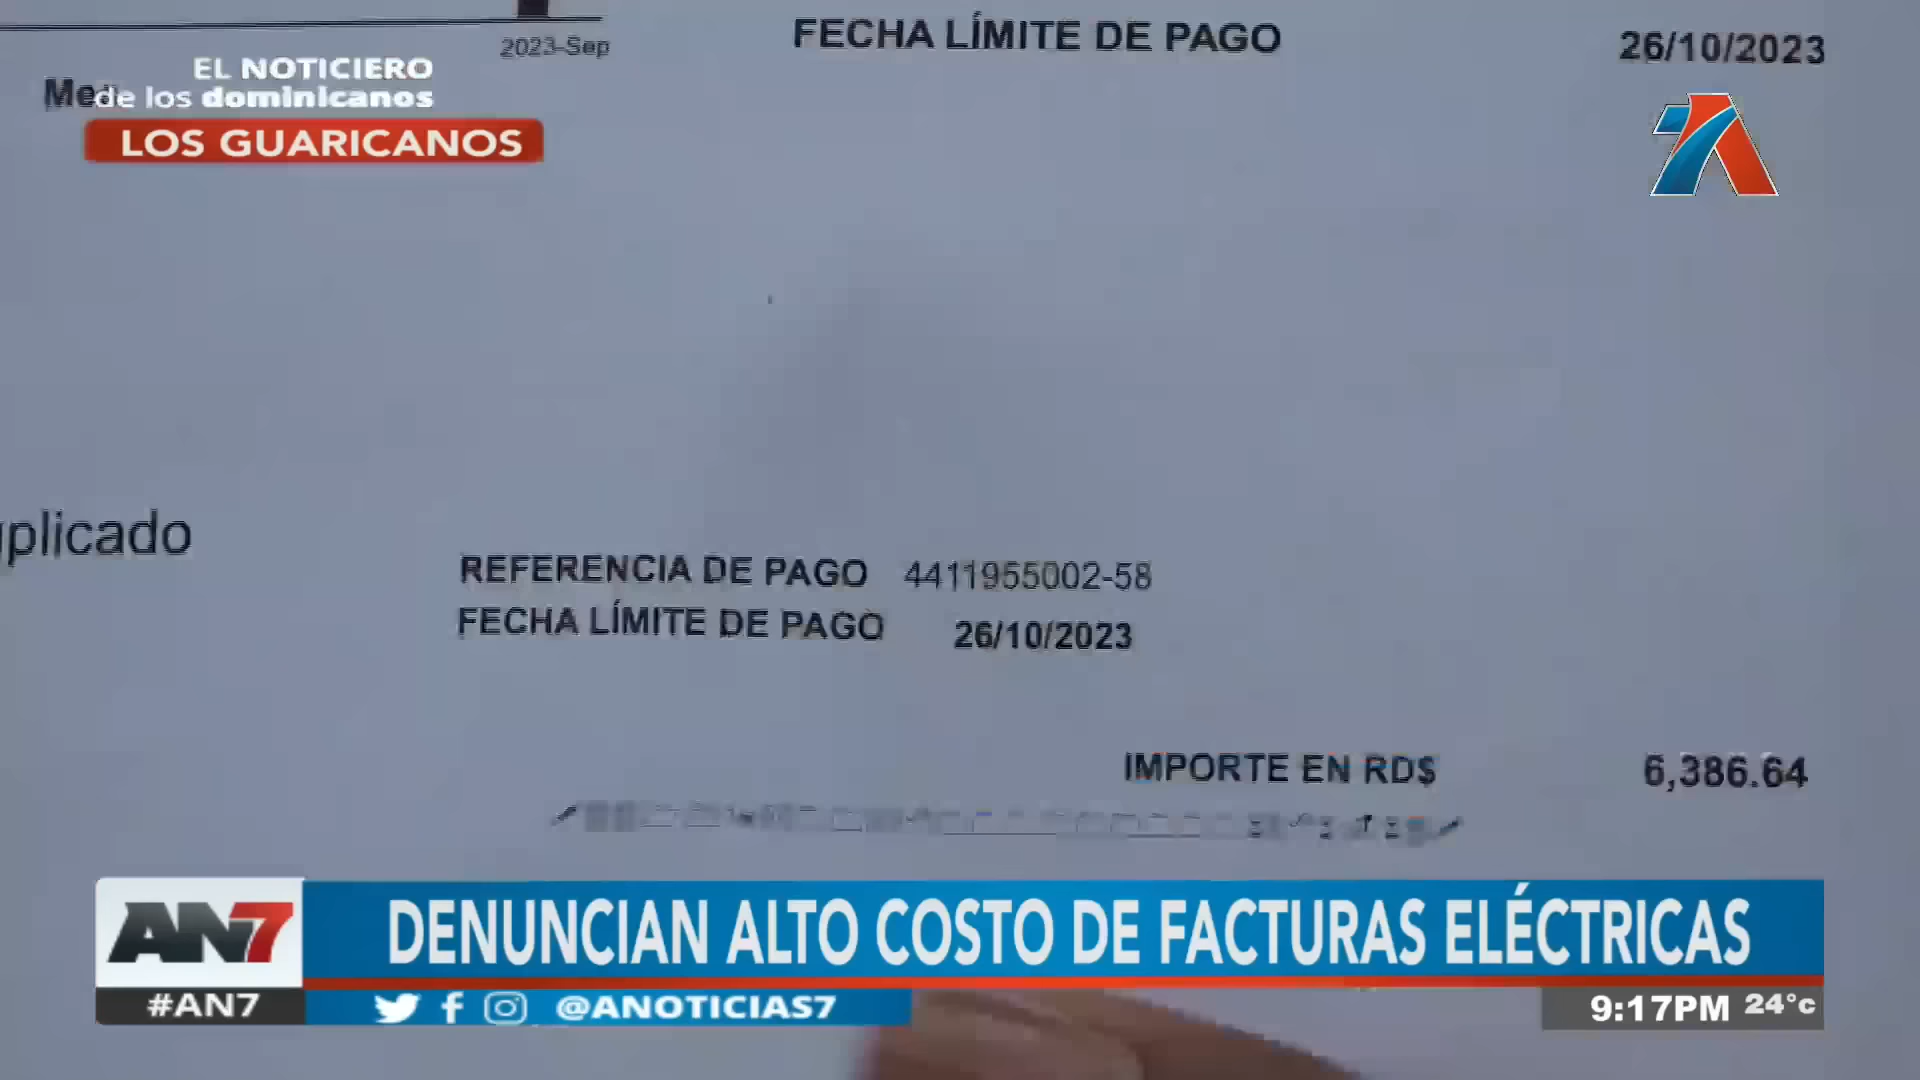 2023-Sep
FECHA LÍMITE DE PAGO 26/10/2023
EL NOTICIERO
de los dominicanos
LOS GUARICANOS
plicado
REFERENCIA DE PAGO 4411955002-58
FECHA LÍMITE DE PAGO 26/10/2023
IMPORTE EN RD$ 6,386.64
AN7 DENUNCIAN ALTO COSTO DE FACTURAS ELÉCTRICAS
#AN7 @ANOTICIAS7 9:17PM 24°c